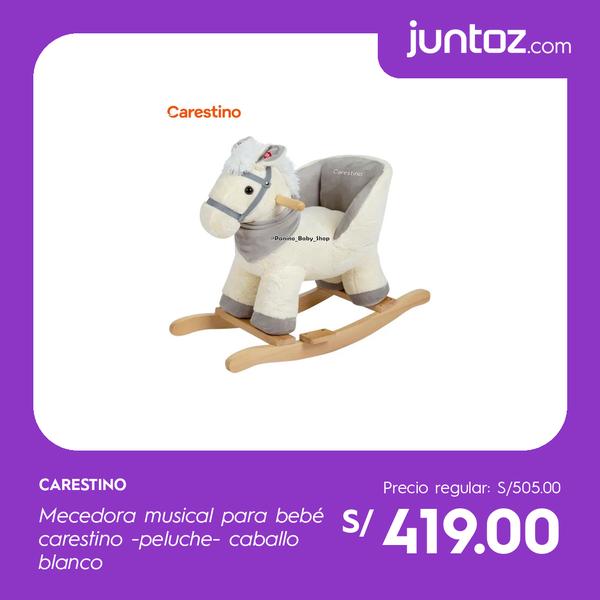 juntoz.com
Carestino
Carestino
@Panino_Baby_Shop
CARESTINO
Mecedora musical para bebé
carestino -peluche- caballo
blanco
Precio regular: S/505.00
S/ 419.00